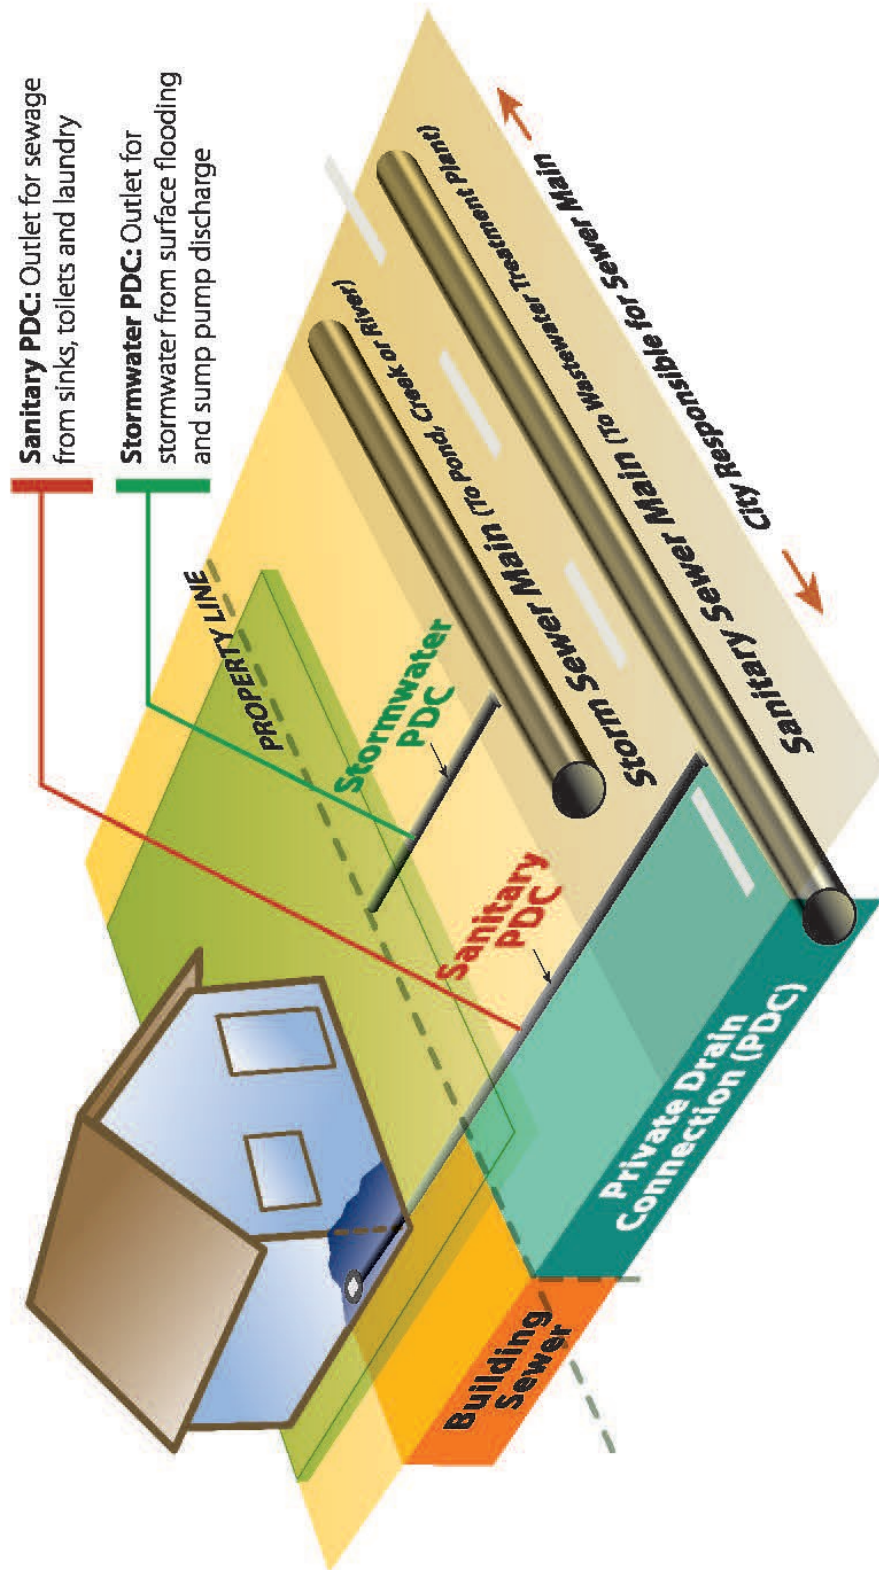 Sanitary PDC: Outlet for sewage
from sinks, toilets and laundry
Stormwater PDC: Outlet for
stormwater from surface flooding
and sump pump discharge
PROPERTY LINE
Stormwater
PDC
Sanitary
PDC
Storm Sewer Main (To Pond, Creek or River)
Sanitary Sewer Main (To Wastewater Treatment Plant)
City Responsible for Sewer Main
Building
Sewer
Private Drain
Connection (PDC)